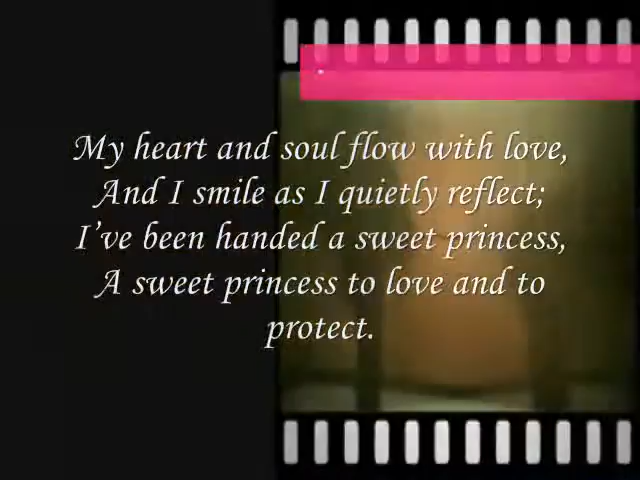 My heart and soul flow with love,
And I smile as I quietly reflect;
I've been handed a sweet princess,
A sweet princess to love and to
protect.